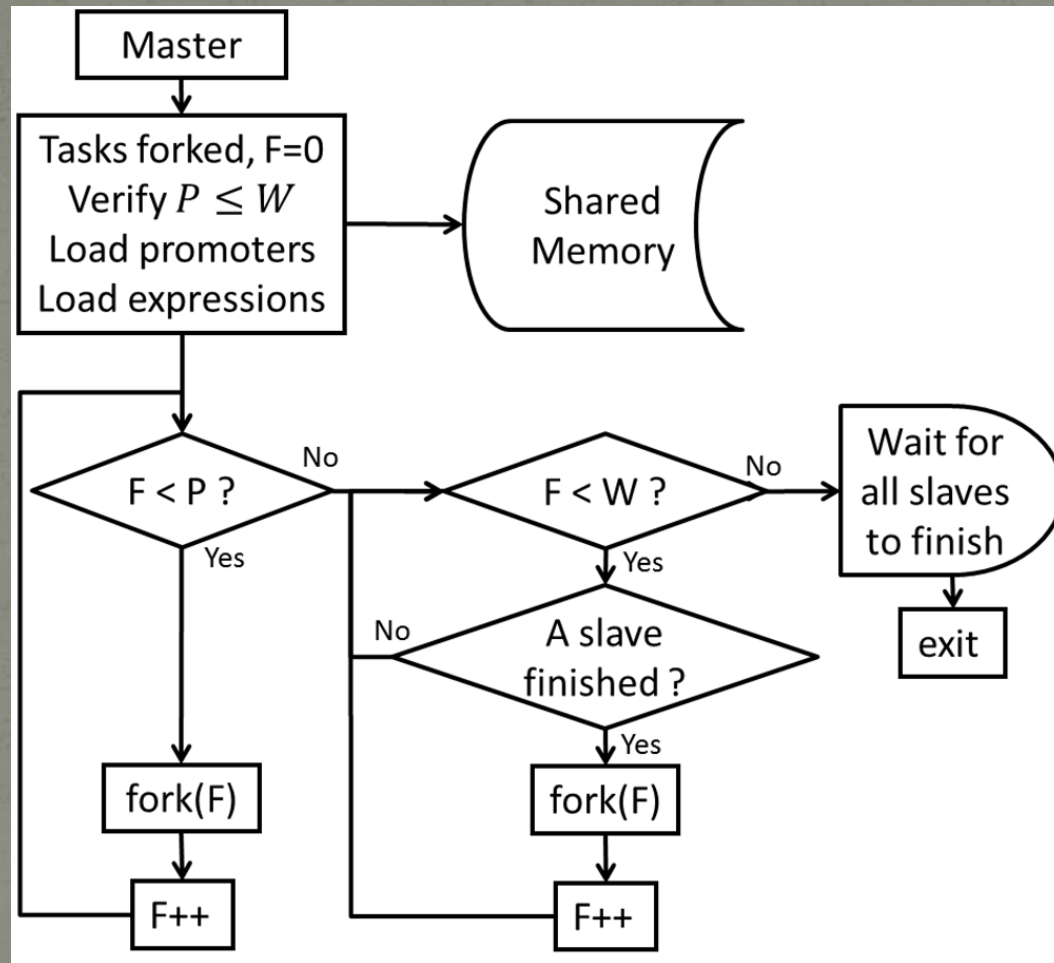 Master
Tasks forked, F=0
Verify P ≤ W
Load promoters
Load expressions
Shared
Memory
F < P ?
No
Yes
F < W ?
No
Yes
Wait for
all slaves
to finish
exit
A slave
finished ?
No
Yes
fork(F)
F++
fork(F)
F++